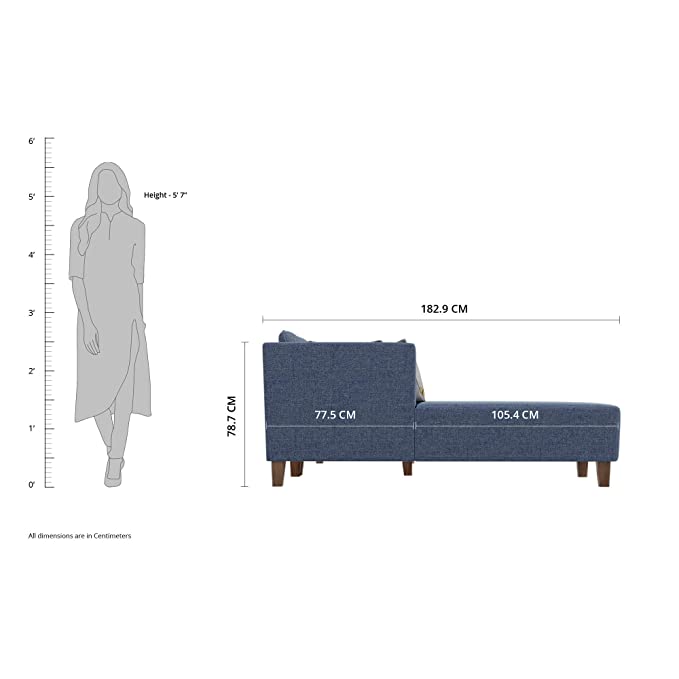 6'
5'
4'
3'
2'
1'
0'
Height - 5' 7"
182.9 CM
78.7 CM
77.5 CM
105.4 CM
All dimensions are in Centimeters